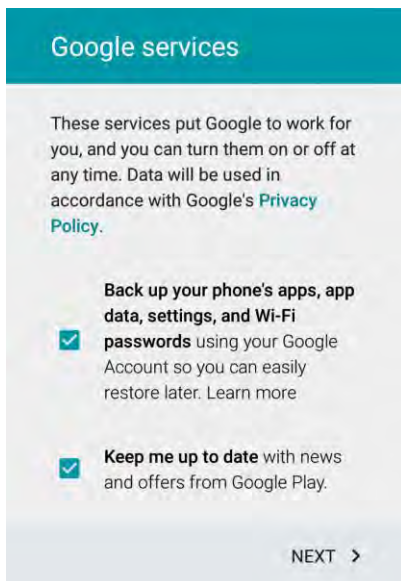 Google services
These services put Google to work for
you, and you can turn them on or off at
any time. Data will be used in
accordance with Google's Privacy
Policy.
Back up your phone's apps, app
data, settings, and Wi-Fi
passwords using your Google
Account so you can easily
restore later. Learn more
Keep me up to date with news
and offers from Google Play.
NEXT >